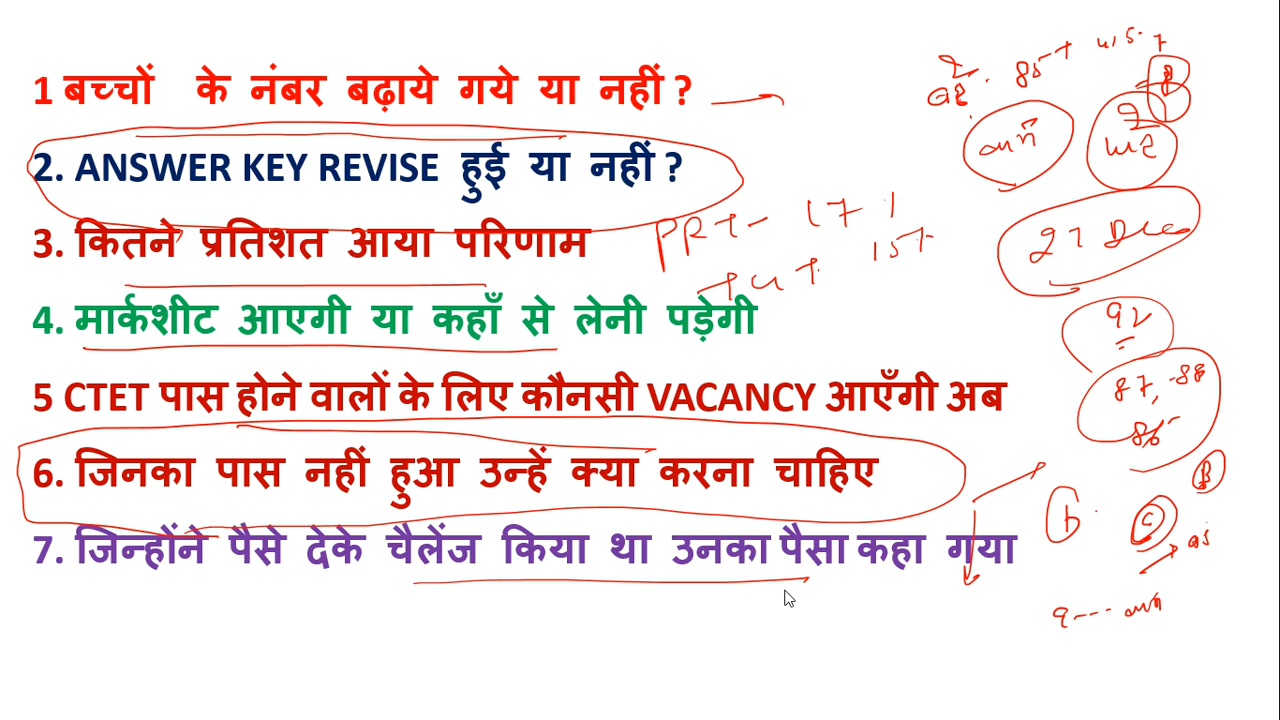 1 बच्चों के नंबर बढ़ाये गये या नहीं ?
2. ANSWER KEY REVISE हुई या नहीं ?
3. कितने प्रतिशत आया परिणाम
4. मार्कशीट आएगी या कहाँ से लेनी पड़ेगी
5 CTET पास होने वालों के लिए कौनसी VACANCY आएँगी अब
6. जिनका पास नहीं हुआ उन्हें क्या करना चाहिए
7. जिन्होंने पैसे देके चैलेंज किया था उनका पैसा कहा गया
PRT - 17
27 Dec
92
87, -88
b
C
B